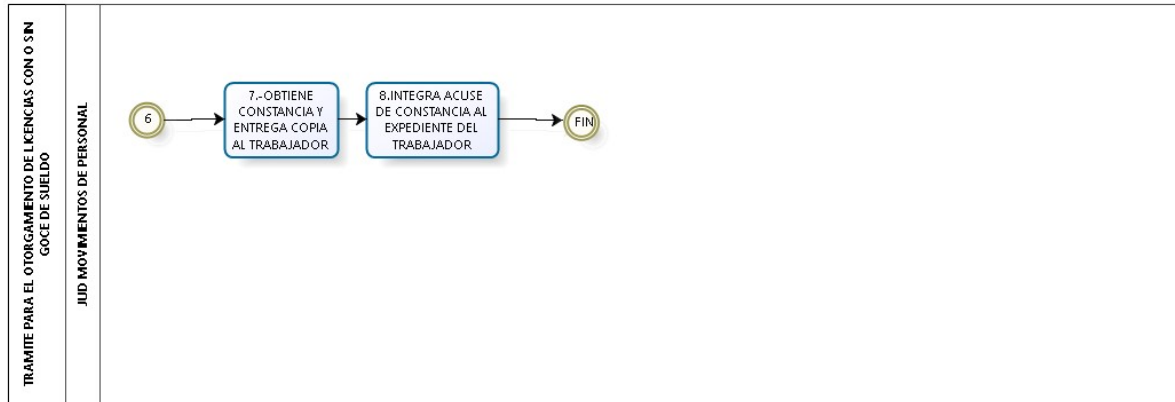 TRAMITE PARA EL OTORGAMIENTO DE LICENCIAS CON O SIN
GOCE DE SUELDO
JUD MOVIMIENTOS DE PERSONAL
6
7.-OBTIENE
CONSTANCIA Y
ENTREGA COPIA
AL TRABAJADOR
8.INTEGRA ACUSE
DE CONSTANCIA AL
EXPEDIENTE DEL
TRABAJADOR
FIN